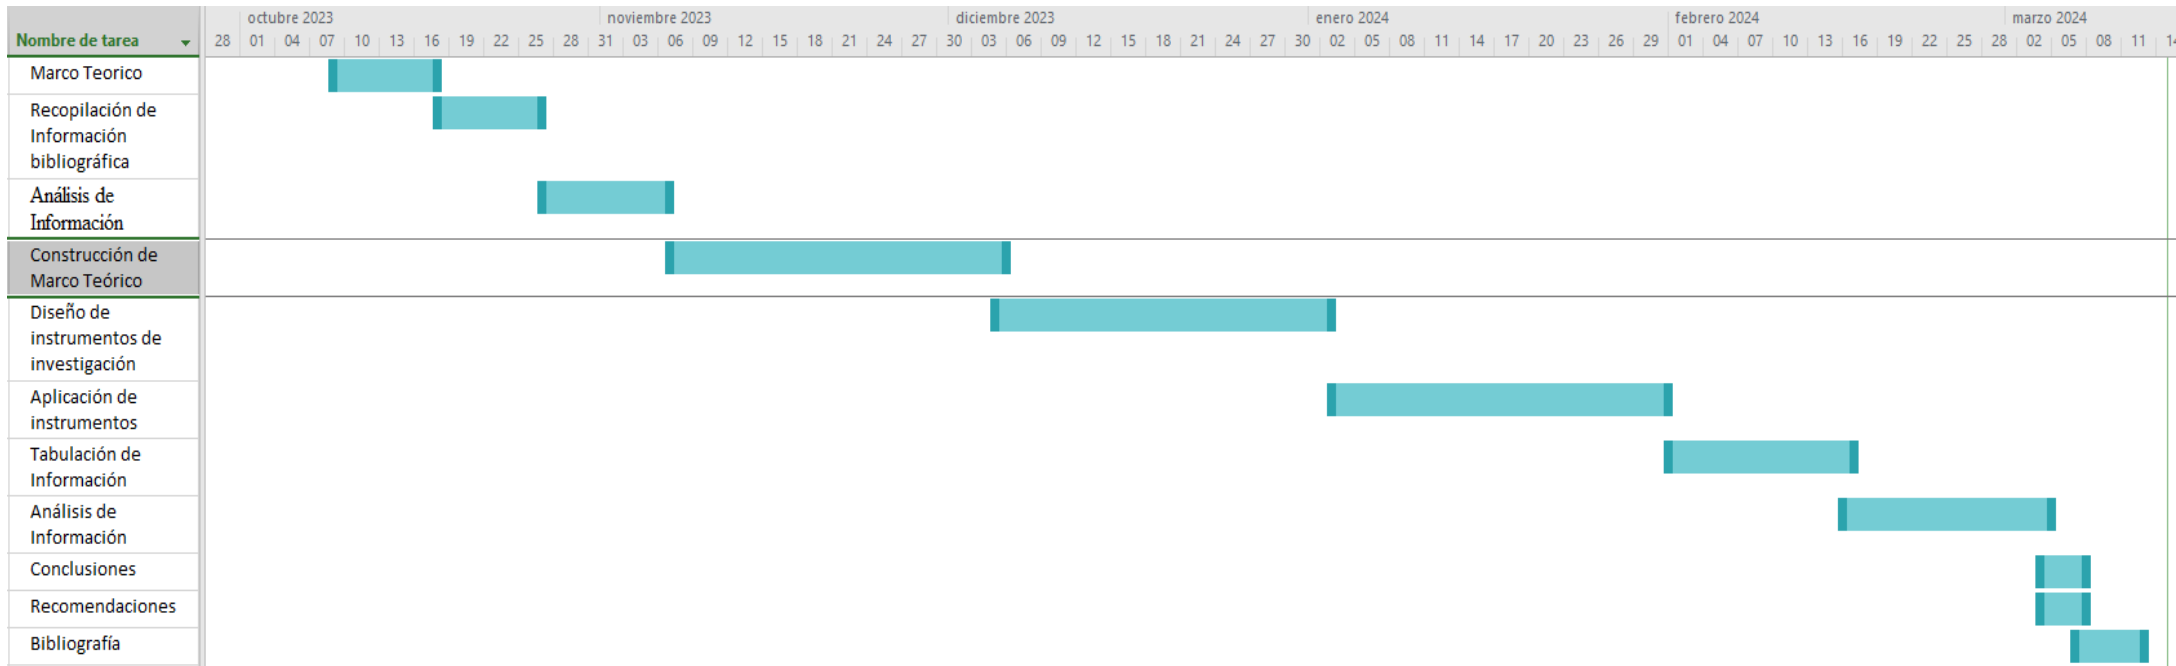 octubre 2023 noviembre 2023 diciembre 2023 enero 2024 febrero 2024 marzo 2024
Nombre de tarea 28 01 04 07 10 13 16 19 22 25 28 31 03 06 09 12 15 18 21 24 27 30 03 06 09 12 15 18 21 24 27 30 02 05 08 11 14 17 20 23 26 29 01 04 07 10 13 16 19 22 25 28 02 05 08 11 14
Marco Teorico
Recopilación de
Información
bibliográfica
Análisis de
Información
Construcción de
Marco Teórico
Diseño de
instrumentos de
investigación
Aplicación de
instrumentos
Tabulación de
Información
Análisis de
Información
Conclusiones
Recomendaciones
Bibliografía